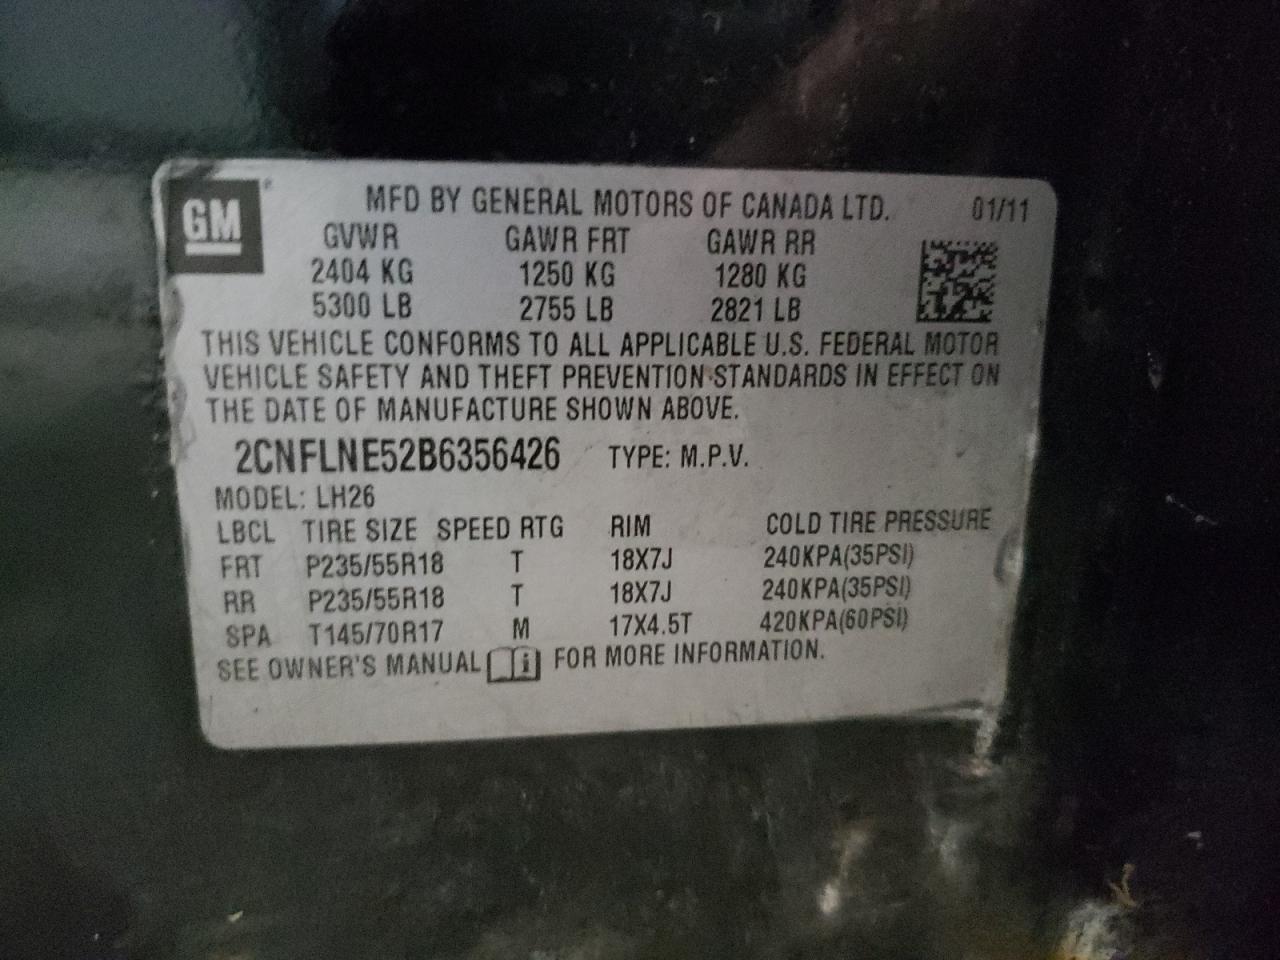 GM
MFD BY GENERAL MOTORS OF CANADA LTD. 01/11
GVWR GAWR FRT GAWR RR
2404 KG 1250 KG 1280 KG
5300 LB 2755 LB 2821 LB
THIS VEHICLE CONFORMS TO ALL APPLICABLE U.S. FEDERAL MOTOR
VEHICLE SAFETY AND THEFT PREVENTION STANDARDS IN EFFECT ON
THE DATE OF MANUFACTURE SHOWN ABOVE.
2CNFLNE52B6356426 TYPE: M.P.V.
MODEL: LH26
LBCL TIRE SIZE SPEED RTG RIM COLD TIRE PRESSURE
FRT P235/55R18 T 18X7J 240KPA(35PSI)
RR P235/55R18 T 18X7J 240KPA(35PSI)
SPA T145/70R17 M 17X4.5T 420KPA(60PSI)
SEE OWNER'S MANUAL i FOR MORE INFORMATION.